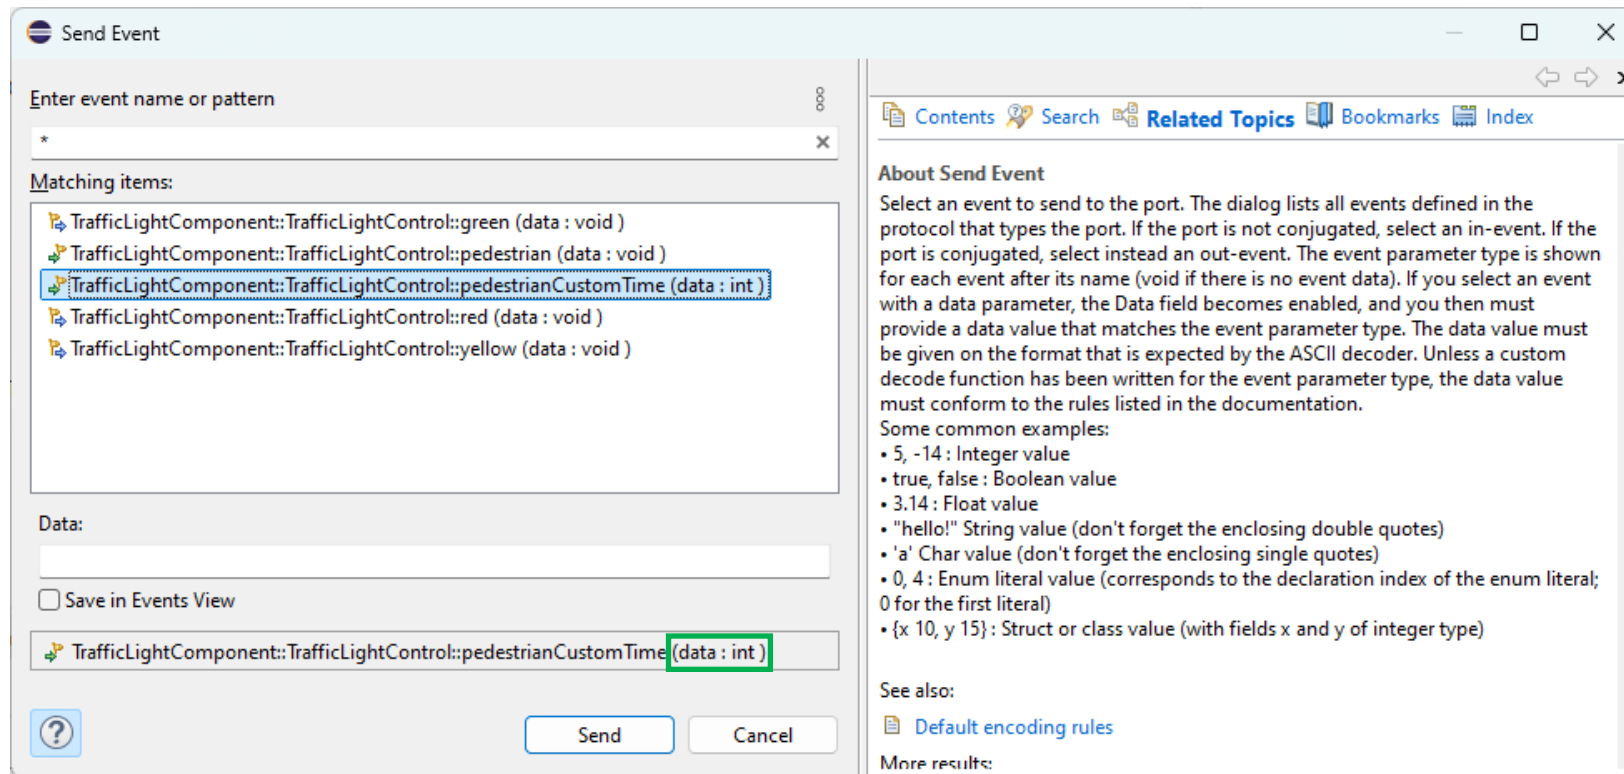 Send Event
Enter event name or pattern
*
Matching items:
TrafficLightComponent::TrafficLightControl::green (data : void )
TrafficLightComponent::TrafficLightControl::pedestrian (data : void )
TrafficLightComponent::TrafficLightControl::pedestrianCustomTime (data : int )
TrafficLightComponent::TrafficLightControl::red (data : void )
TrafficLightComponent::TrafficLightControl::yellow (data : void )
Data:
Save in Events View
TrafficLightComponent::TrafficLightControl::pedestrianCustomTime (data : int )
?
Send Cancel
Contents Search Related Topics Bookmarks Index
About Send Event
Select an event to send to the port. The dialog lists all events defined in the
protocol that types the port. If the port is not conjugated, select an in-event. If the
port is conjugated, select instead an out-event. The event parameter type is shown
for each event after its name (void if there is no event data). If you select an event
with a data parameter, the Data field becomes enabled, and you then must
provide a data value that matches the event parameter type. The data value must
be given on the format that is expected by the ASCII decoder. Unless a custom
decode function has been written for the event parameter type, the data value
must conform to the rules listed in the documentation.
Some common examples:
• 5, -14 : Integer value
• true, false : Boolean value
• 3.14 : Float value
• "hello!" String value (don't forget the enclosing double quotes)
• 'a' Char value (don't forget the enclosing single quotes)
• 0, 4 : Enum literal value (corresponds to the declaration index of the enum literal;
0 for the first literal)
• {x 10, y 15} : Struct or class value (with fields x and y of integer type)
See also:
Default encoding rules
More results: